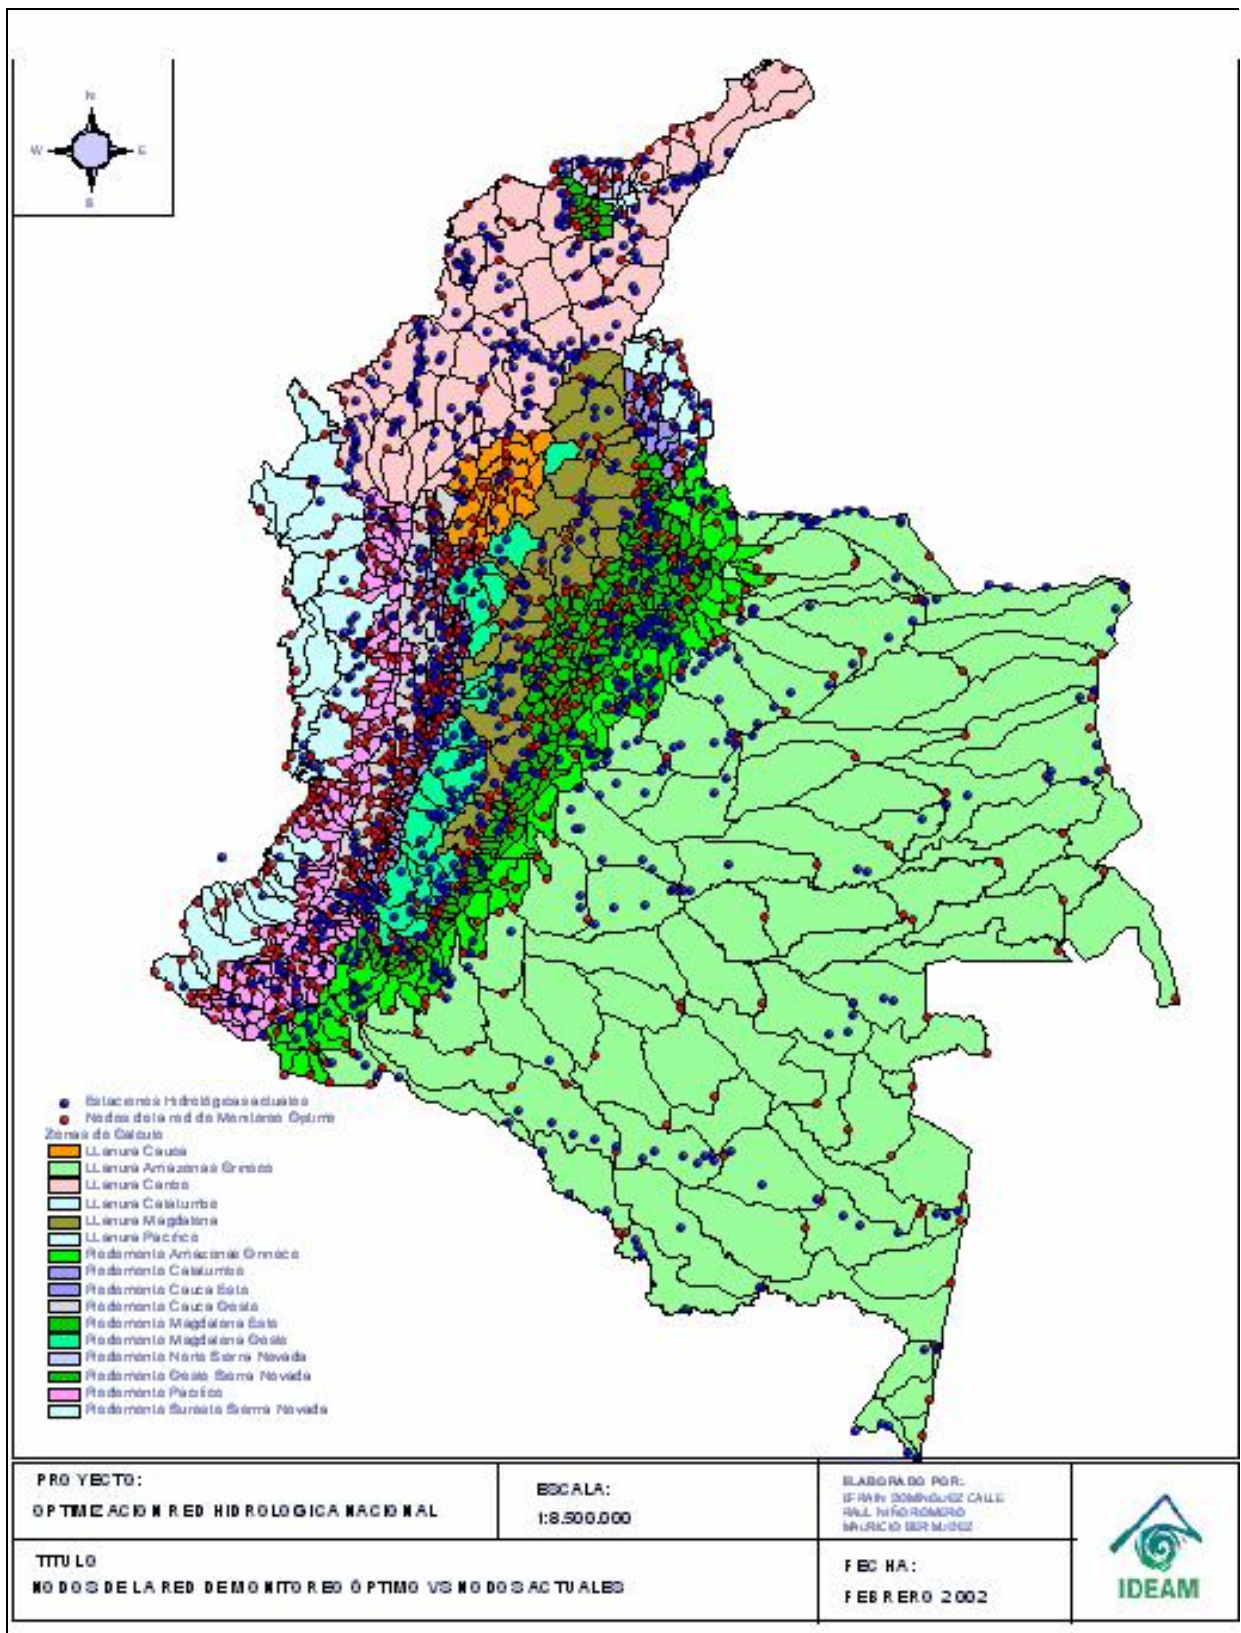 N
W E
S
Estaciones Hidrológicas actuales
Nodos de la red de Monitoreo Óptimo
Zonas de Calculo
LLanura Cauca
LLanura Amazonas Orinoco
LLanura Caribe
LLanura Catatumbo
LLanura Magdalena
LLanura Pacifico
Piedemonte Amazonas Orinoco
Piedemonte Catatumbo
Piedemonte Cauca Este
Piedemonte Cauca Oeste
Piedemonte Magdalena Este
Piedemonte Magdalena Oeste
Piedemonte Norte Sierra Nevada
Piedemonte Oeste Sierra Nevada
Piedemonte Pacifico
Piedemonte Sureste Sierra Nevada
PROYECTO:
OPTIMIZACION RED HIDROLOGICA NACIONAL
ESCALA:
1:8.500.000
ELABORADO POR:
EFRAIN DOMINGUEZ CALLE
RAUL NIÑO ROMERO
MAURICIO BERMUDEZ
TITULO
NODOS DE LA RED DE MONITOREO ÓPTIMO VS NODOS ACTUALES
FECHA:
FEBRERO 2002
IDEAM